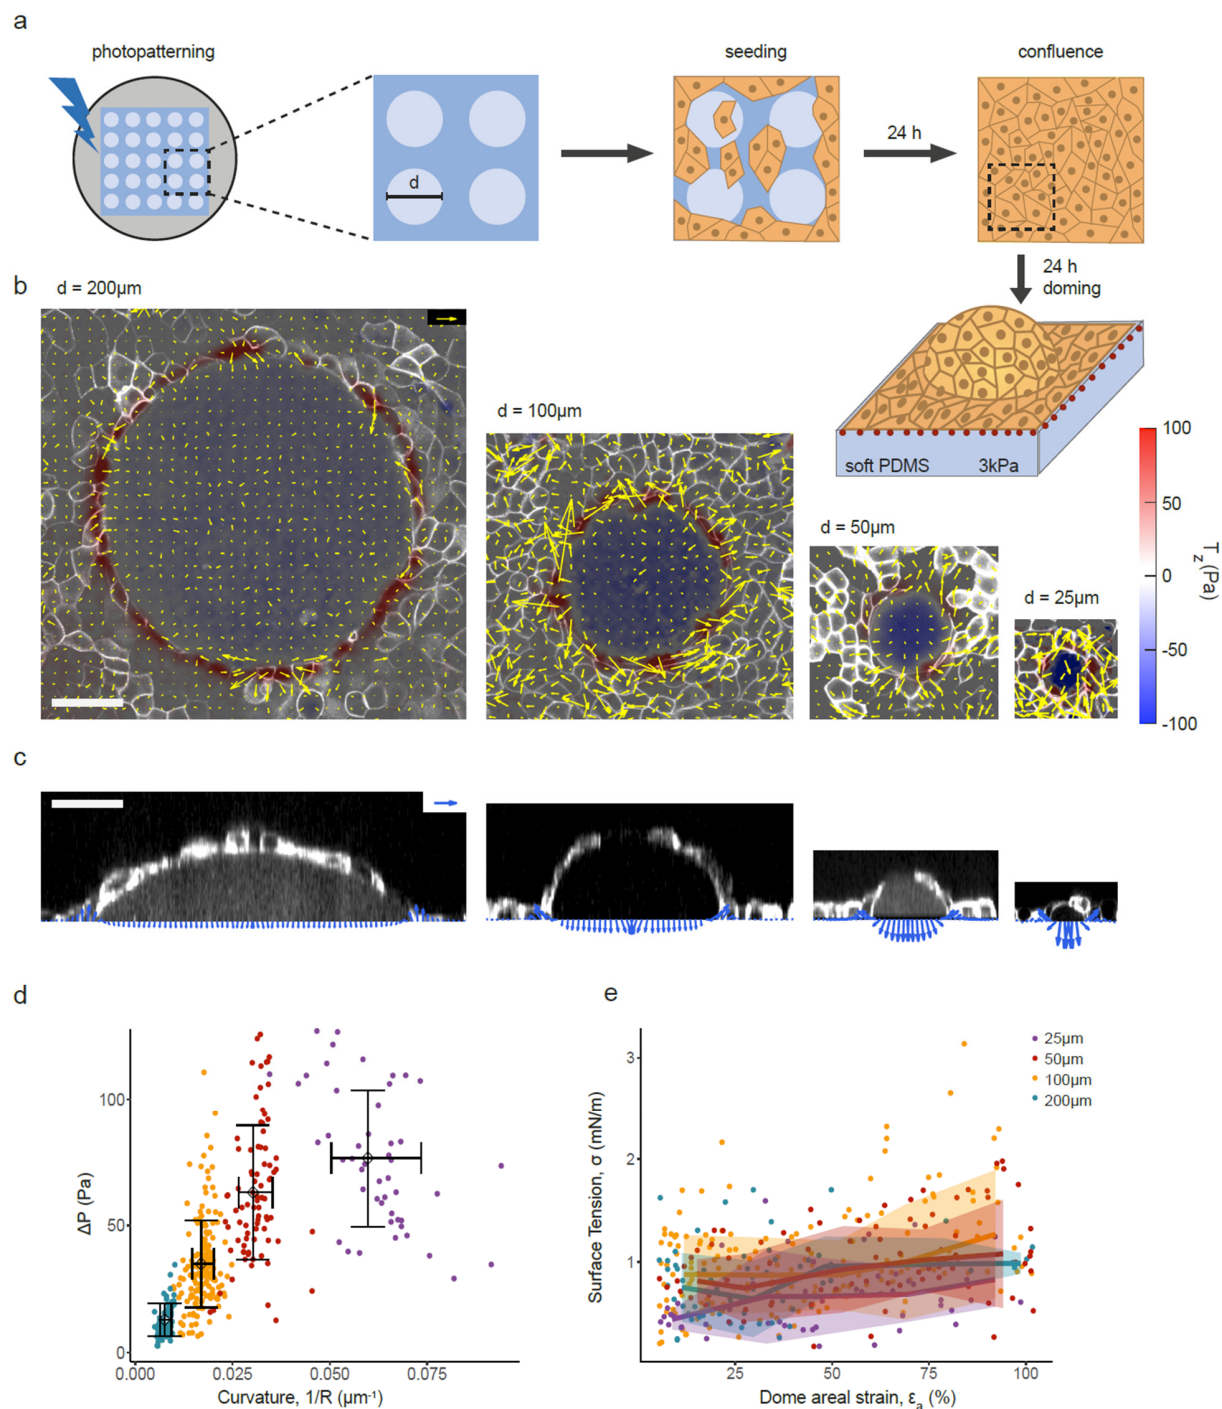 a
photopatterning
seeding
confluence
d
24 h
24 h
doming
b
d = 200μm
d = 100μm
soft PDMS 3kPa
d = 50μm
d = 25μm
100
50
0
-50
-100
T z (Pa)
c
d
ΔP (Pa)
100
50
0
0.000 0.025 0.050 0.075
Curvature, 1/R (μm-1)
e
Surface Tension, σ (mN/m)
3
2
1
25μm
50μm
100μm
200μm
25 50 75 100
Dome areal strain, εa (%)